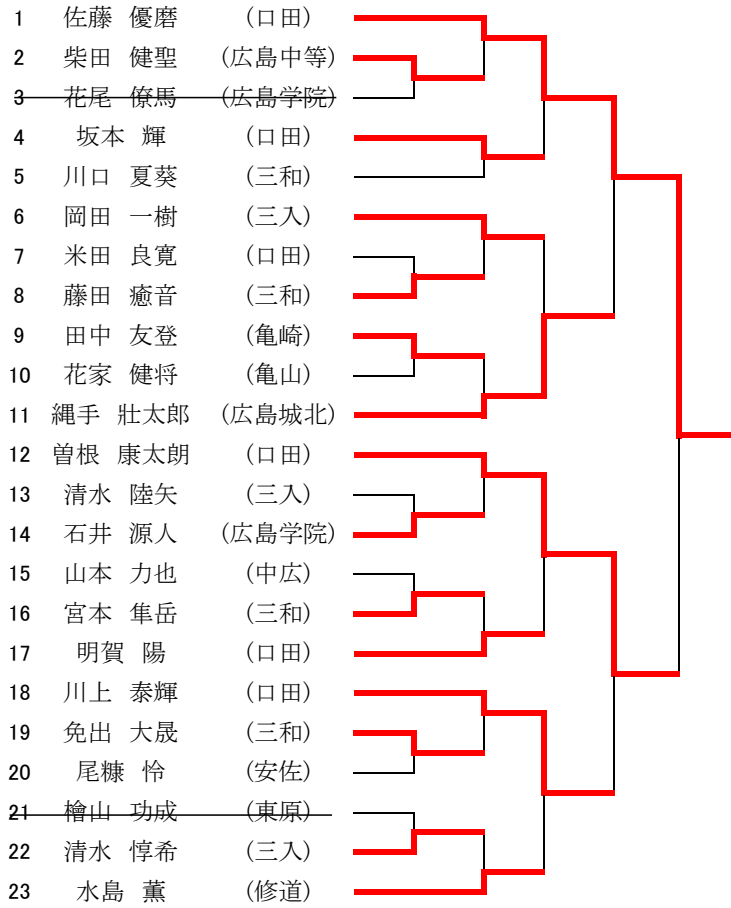 1 佐藤 優磨 (口田)
2 柴田 健聖 (広島中等)
3 花尾 僚馬 (広島学院)
4 坂本 輝 (口田)
5 川口 夏葵 (三和)
6 岡田 一樹 (三入)
7 米田 良寛 (口田)
8 藤田 癒音 (三和)
9 田中 友登 (亀崎)
10 花家 健将 (亀山)
11 縄手 壯太郎 (広島城北)
12 曽根 康太朗 (口田)
13 清水 陸矢 (三入)
14 石井 源人 (広島学院)
15 山本 力也 (中広)
16 宮本 隼岳 (三和)
17 明賀 陽 (口田)
18 川上 泰輝 (口田)
19 免出 大晟 (三和)
20 尾糠 怜 (安佐)
21 檜山 功成 (東原)
22 清水 惇希 (三入)
23 水島 薫 (修道)